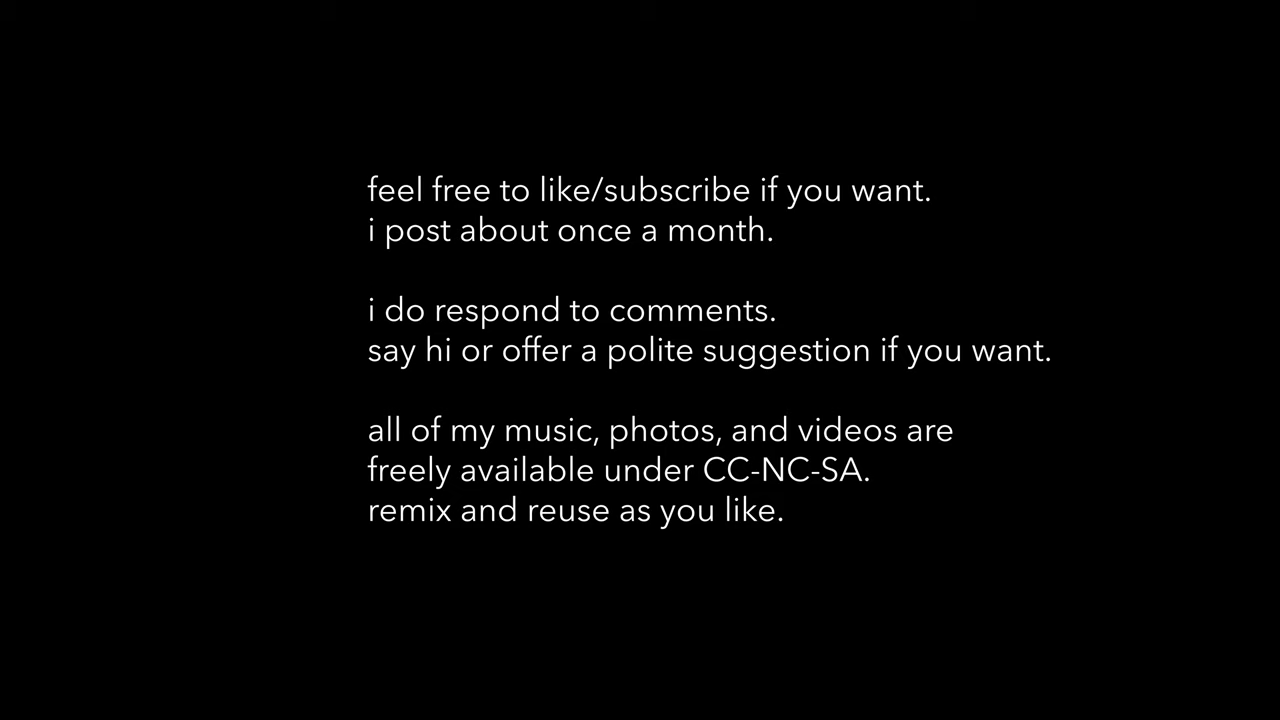 feel free to like/subscribe if you want.
i post about once a month.
i do respond to comments.
say hi or offer a polite suggestion if you want.
all of my music, photos, and videos are
freely available under CC-NC-SA.
remix and reuse as you like.